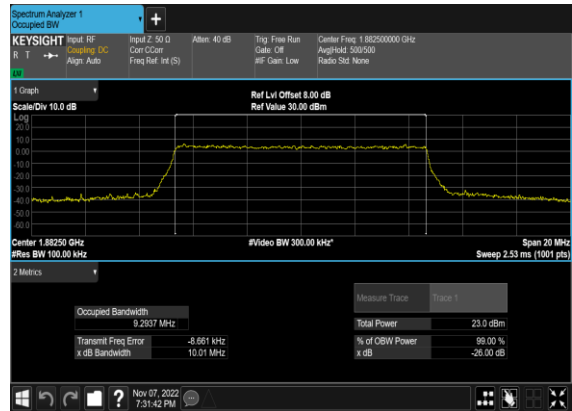 Spectrum Analyzer 1
Occupied BW
+
KEYSIGHT Input: RF Input Z: 50 Ω Atten: 40 dB Trig: Free Run Center Freq: 1.882500000 GHz
R T Coupling: DC Corr CCorr Gate: Off Avg|Hold: 500/500
Align: Auto Freq Ref: Int (S) #IF Gain: Low Radio Std: None
LW
1 Graph
Ref Lvl Offset 8.00 dB
Scale/Div 10.0 dB Ref Value 30.00 dBm
Log
20.0
10.0
0.00
-10.0
-20.0
-30.0
-40.0
-50.0
-60.0
Center 1.88250 GHz #Video BW 300.00 kHz* Span 20 MHz
#Res BW 100.00 kHz Sweep 2.53 ms (1001 pts)
2 Metrics
Measure Trace Trace 1
Occupied Bandwidth
9.2937 MHz Total Power 23.0 dBm
Transmit Freq Error -8.661 kHz % of OBW Power 99.00 %
x dB Bandwidth 10.01 MHz x dB -26.00 dB
? Nov 07, 2022
7:31:42 PM